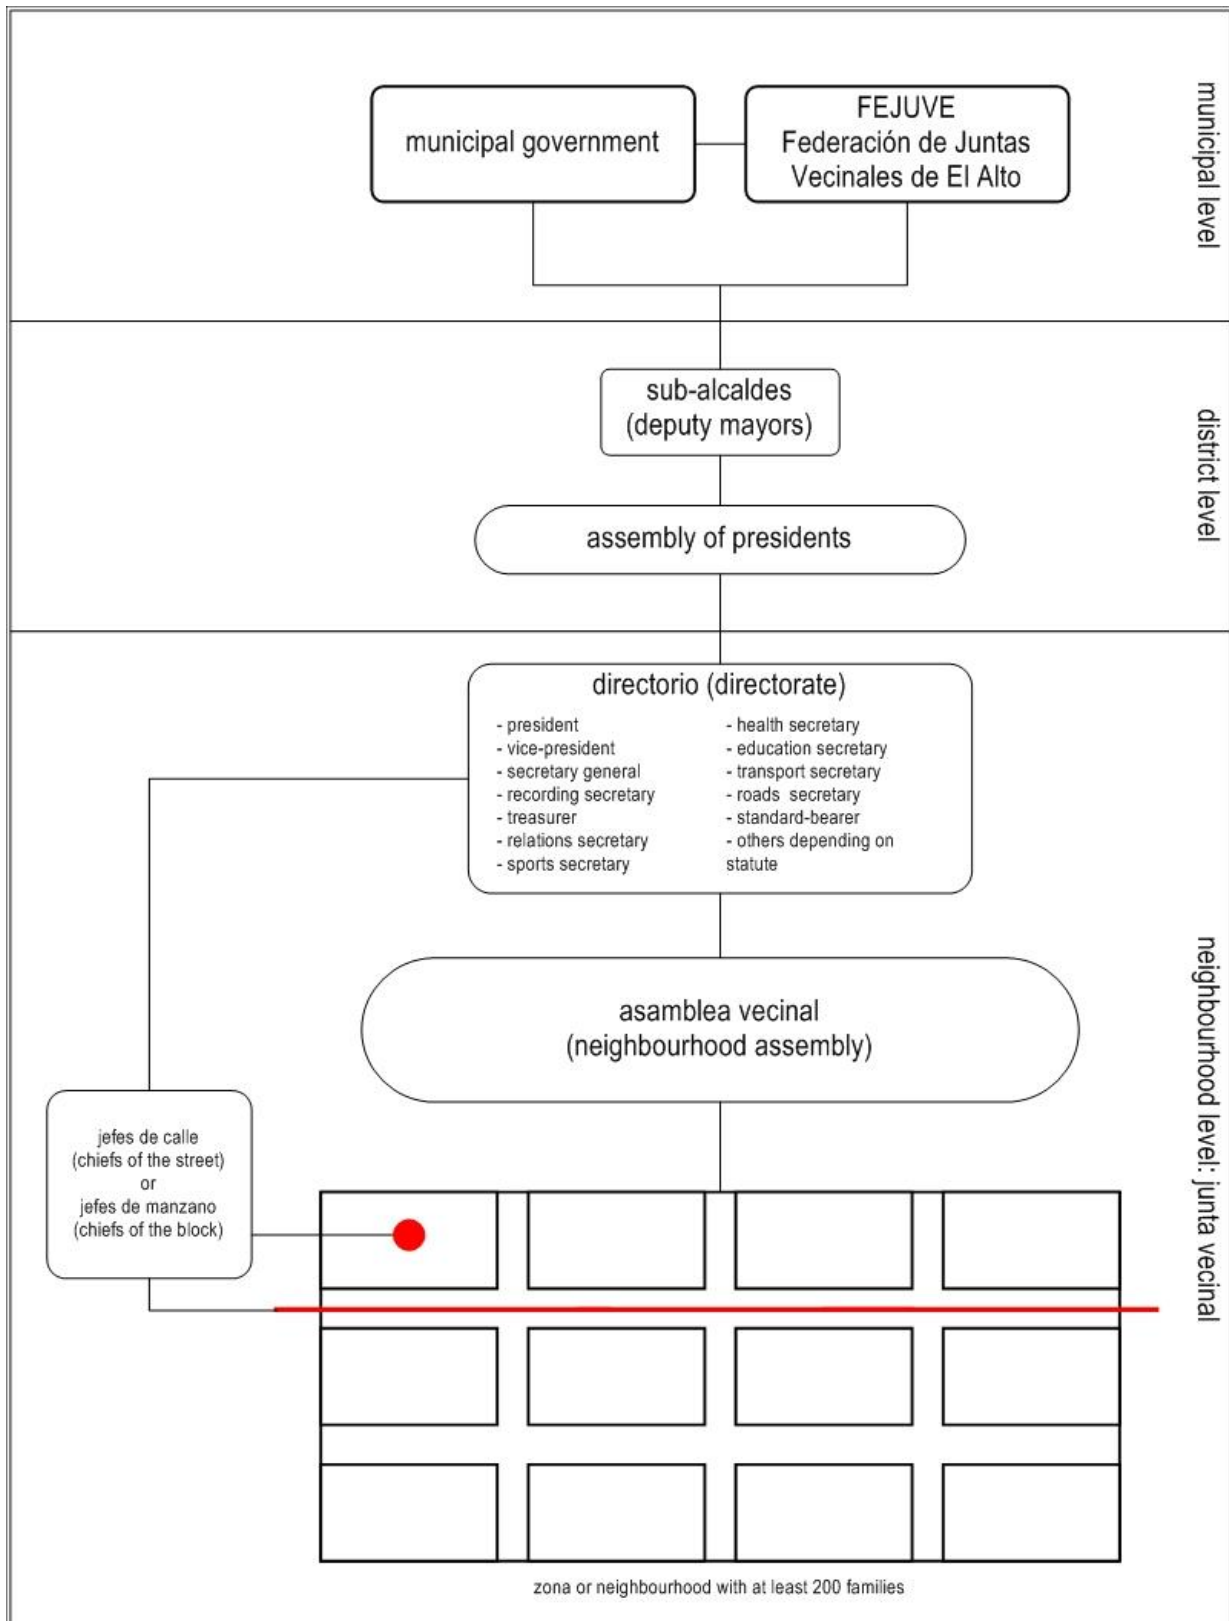 municipal government
FEJUVE
Federación de Juntas
Vecinales de El Alto
municipal level
sub-alcaldes
(deputy mayors)
assembly of presidents
district level
directorio (directorate)
- president
- vice-president
- secretary general
- recording secretary
- treasurer
- relations secretary
- sports secretary
- health secretary
- education secretary
- transport secretary
- roads secretary
- standard-bearer
- others depending on
statute
asamblea vecinal
(neighbourhood assembly)
jefes de calle
(chiefs of the street)
or
jefes de manzano
(chiefs of the block)
neighbourhood level: junta vecinal
zona or neighbourhood with at least 200 families